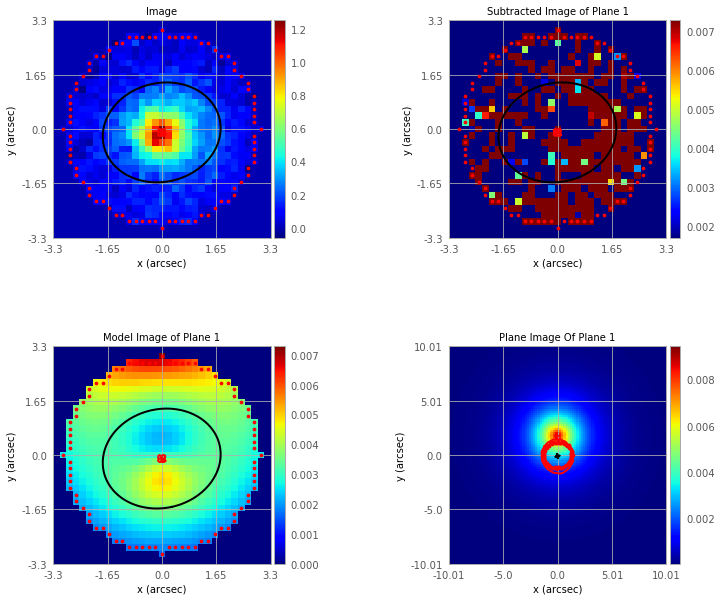 Image
3.3
1.65
0.0
-1.65
-3.3
y (arcsec)
-3.3 -1.65 0.0 1.65 3.3
x (arcsec)
1.2
1.0
0.8
0.6
0.4
0.2
0.0
Subtracted Image of Plane 1
3.3
1.65
0.0
-1.65
-3.3
y (arcsec)
-3.3 -1.65 0.0 1.65 3.3
x (arcsec)
0.007
0.006
0.005
0.004
0.003
0.002
Model Image of Plane 1
3.3
1.65
0.0
-1.65
-3.3
y (arcsec)
-3.3 -1.65 0.0 1.65 3.3
x (arcsec)
0.007
0.006
0.005
0.004
0.003
0.002
0.001
0.000
Plane Image Of Plane 1
10.01
5.01
0.0
-5.0
-10.01
y (arcsec)
-10.01 -5.0 0.0 5.01 10.01
x (arcsec)
0.008
0.006
0.004
0.002